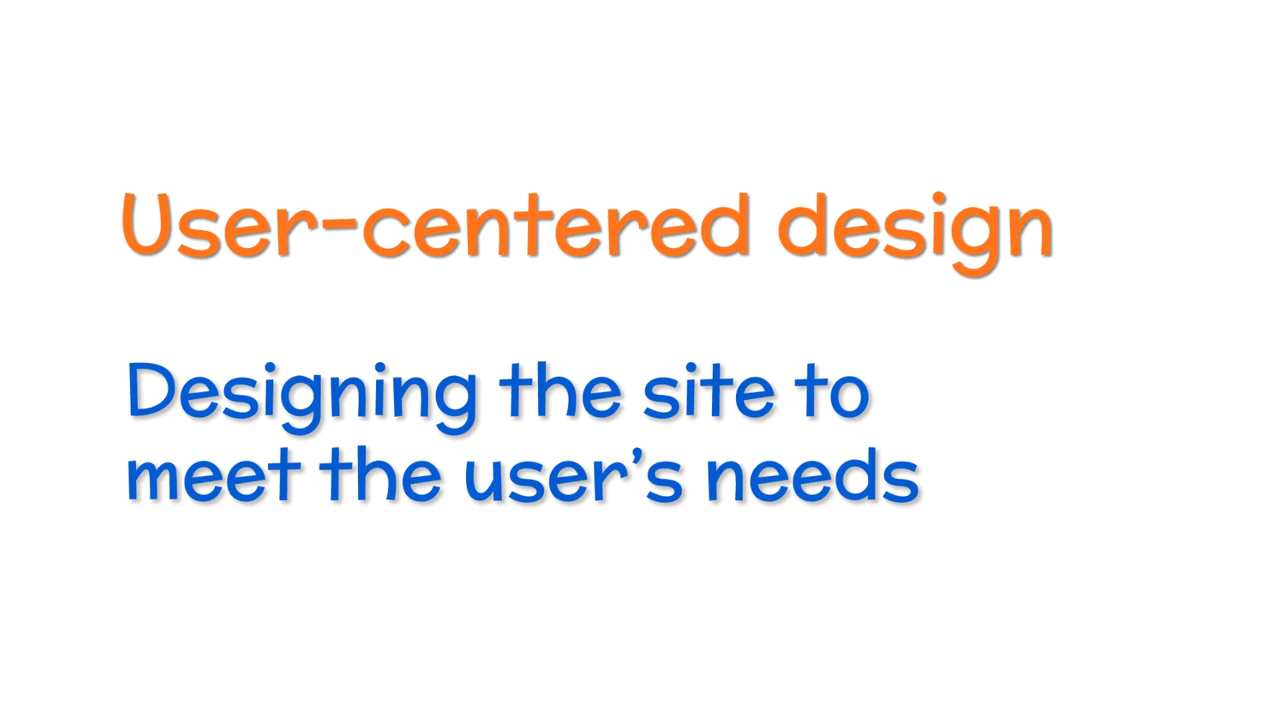 User-centered design
Designing the site to
meet the user’s needs